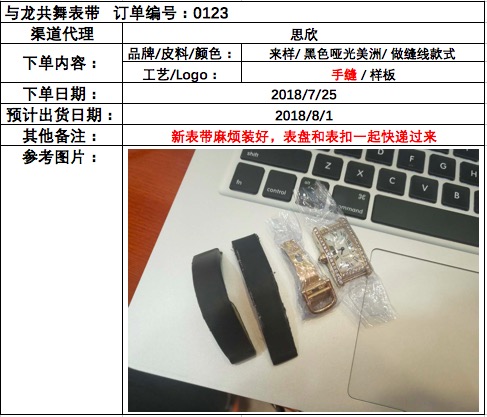 与龙共舞表带 订单编号：0123
渠道代理 思欣
下单内容： 品牌/皮料/颜色： 来样/ 黑色哑光美洲/ 做缝线款式
工艺/Logo： 手缝 / 样板
下单日期： 2018/7/25
预计出货日期： 2018/8/1
其他备注： 新表带麻烦装好，表盘和表扣一起快递过来
参考图片：
shift
fn
control
option
command
Z
X
C
V
B
N
M